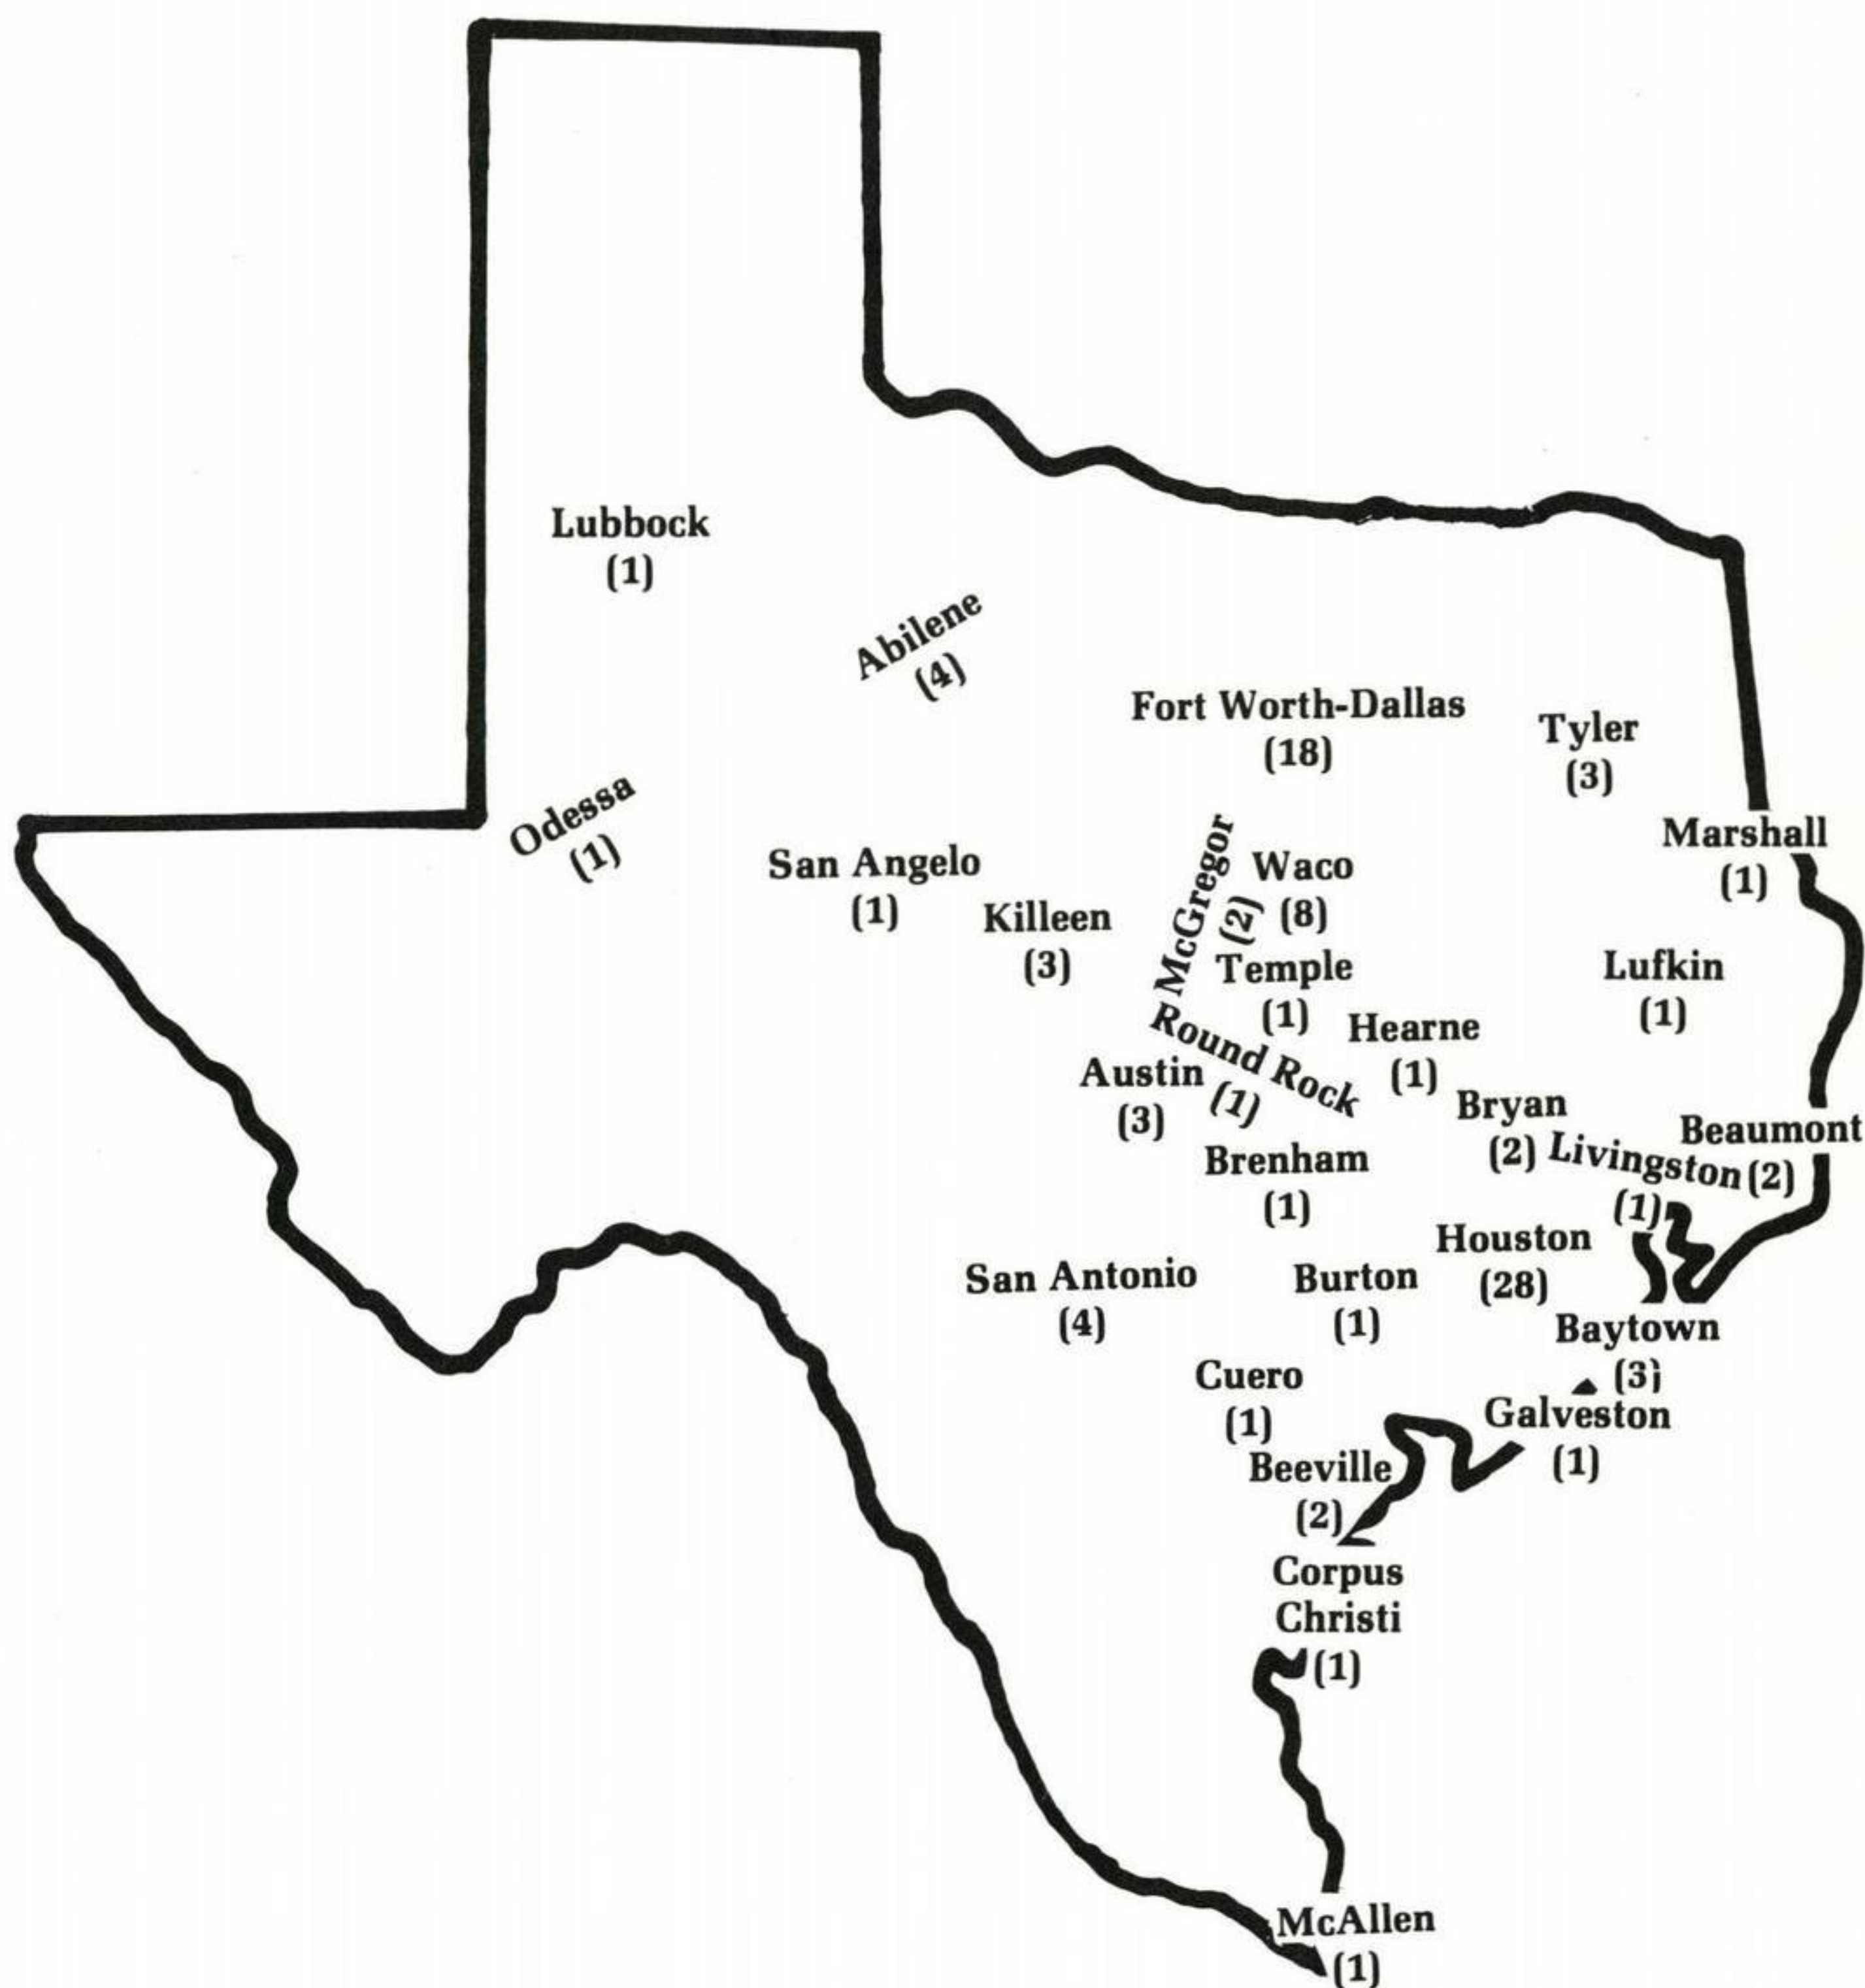 Lubbock
(1)
Abilene
(4)
Fort Worth-Dallas
(18)
Tyler
(3)
Odessa
(1)
Marshall
(1)
San Angelo
(1)
Killeen
(3)
McGregor
(2)
Waco
(8)
Temple
(1)
Lufkin
(1)
Round Rock
(1)
Hearne
(1)
Austin
(3)
Bryan
(2)
Livingston
(1)
Beaumont
(2)
Brenham
(1)
Houston
(28)
San Antonio
(4)
Burton
(1)
Baytown
(3)
Cuero
(1)
Galveston
(1)
Beeville
(2)
Corpus
Christi
(1)
McAllen
(1)